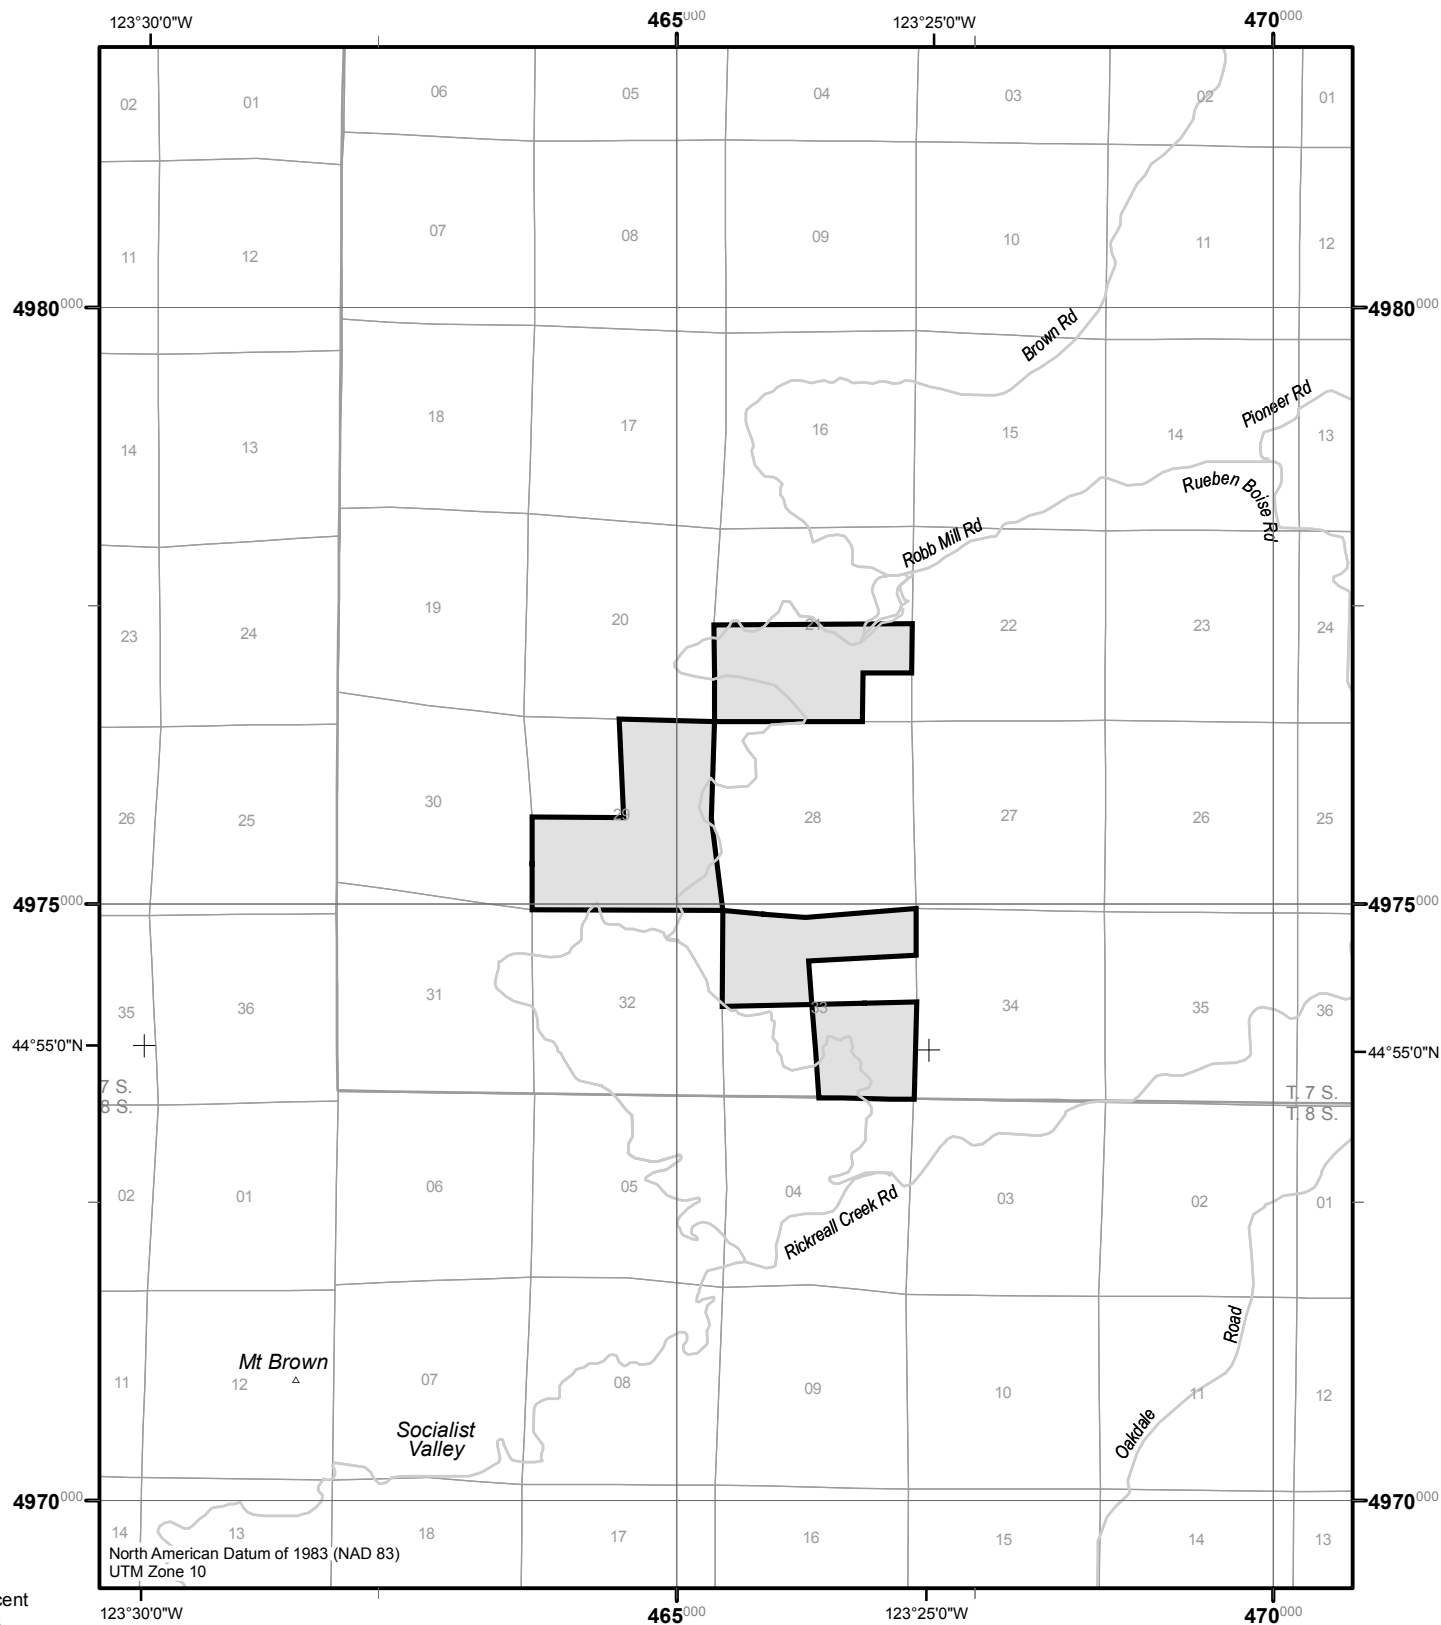 123°30'0"W 465000 123°25'0"W 470000
02 01 06 05 04 03 02 01
11 12 07 08 09 10 11 12
4980000 4980000
Brown Rd
Pioneer Rd
14 13 18 17 16 15 14 13
Rueben Boise Rd
Robb Mill Rd
23 24 19 20 21 22 23 24
26 25 30 29 28 27 26 25
4975000 4975000
35 36 31 32 33 34 35 36
44°55'0"N 44°55'0"N
7 S. T. 7 S.
8 S. T. 8 S.
02 01 06 05 04 03 02 01
Rickreall Creek Rd
Oakdale Road
Mt Brown
11 12 07 08 09 10 11 12
Socialist
Valley
4970000 4970000
14 13 18 17 16 15 14 13
North American Datum of 1983 (NAD 83)
UTM Zone 10
cent
123°30'0"W 465000 123°25'0"W 470000